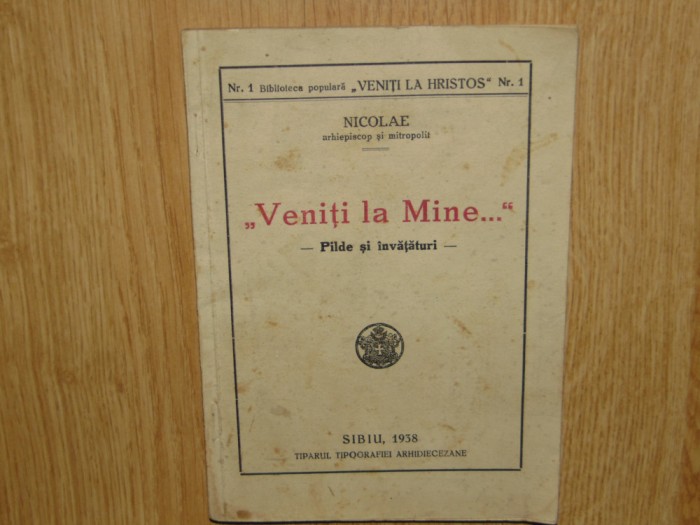 Nr. 1 Biblioteca populară „VENIȚI LA HRISTOS“ Nr. 1
NICOLAE
arhiepiscop și mitropolit
„Veniți la Mine...“
— Pilde și învățături —
SIBIU, 1938
TIPARUL TIPOGRAFIEI ARHIDIECEZANE